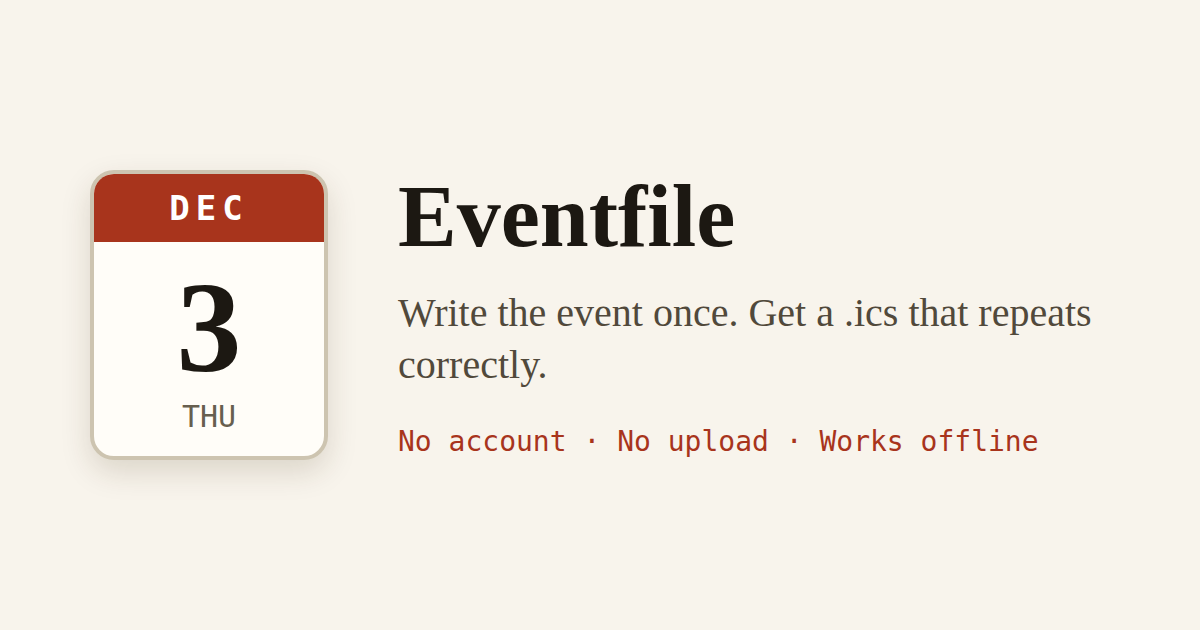 DEC
3
THU
Eventfile
Write the event once. Get a .ics that repeats
correctly.
No account · No upload · Works offline